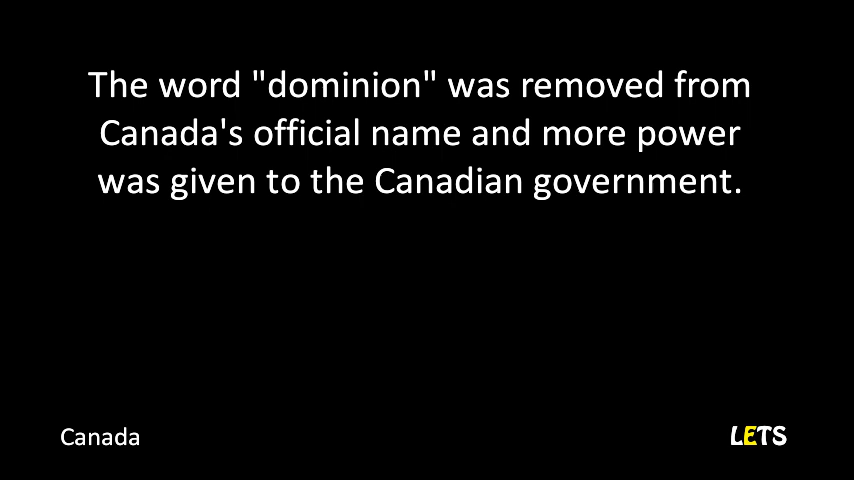 The word "dominion" was removed from
Canada's official name and more power
was given to the Canadian government.
Canada
LETS